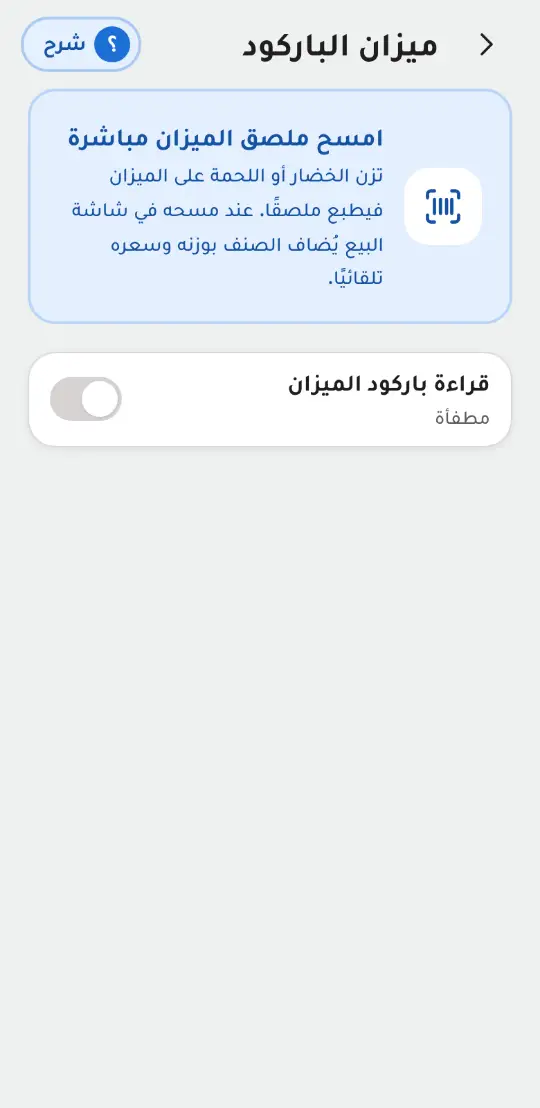 ميزان الباركود
؟ شرح
امسح ملصق الميزان مباشرة
تزن الخضار أو اللحمة على الميزان
فيطبع ملصقًا. عند مسحه في شاشة
البيع يُضاف الصنف بوزنه وسعره
تلقائيًا.
قراءة باركود الميزان
مطفأة